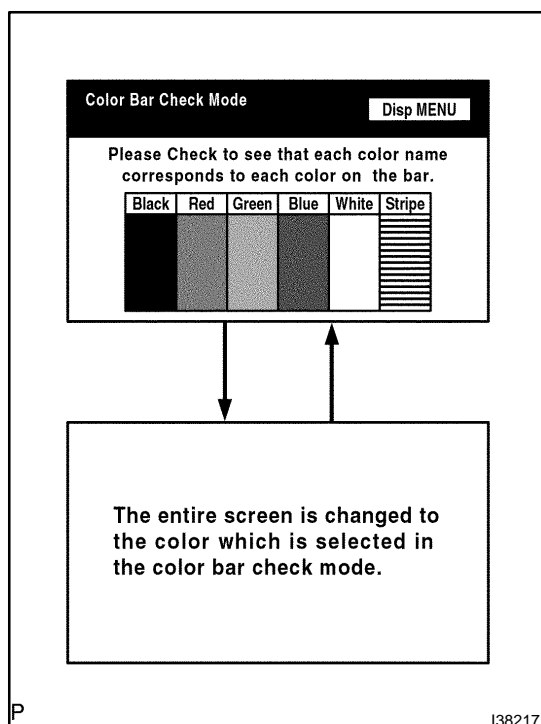 Color Bar Check Mode
Disp MENU
Please Check to see that each color name
corresponds to each color on the bar.
Black Red Green Blue White Stripe
The entire screen is changed to
the color which is selected in
the color bar check mode.
P
I38217